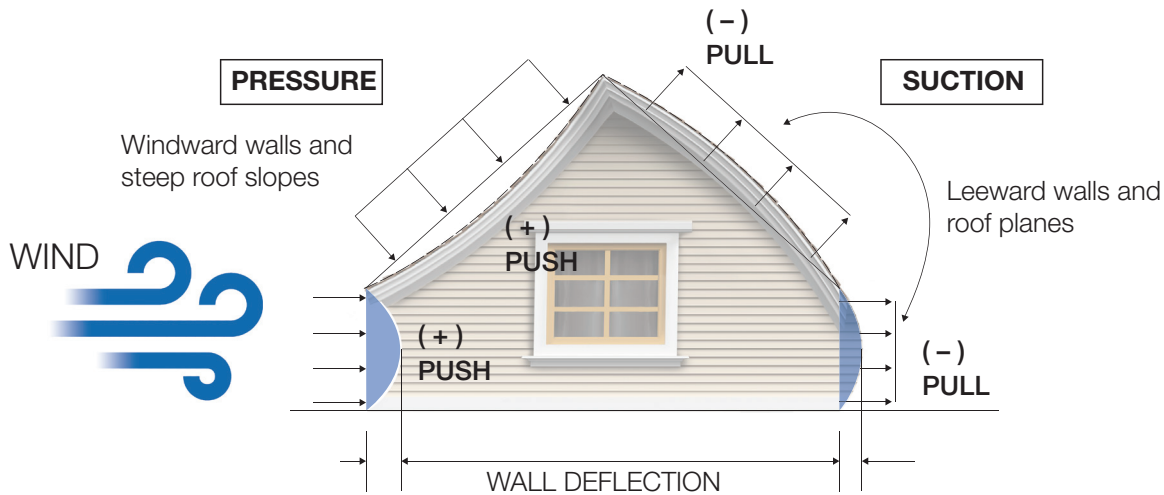 ( – )
PULL
PRESSURE
SUCTION
Windward walls and
steep roof slopes
Leeward walls and
roof planes
( + )
PUSH
WIND
( + )
PUSH
( – )
PULL
WALL DEFLECTION